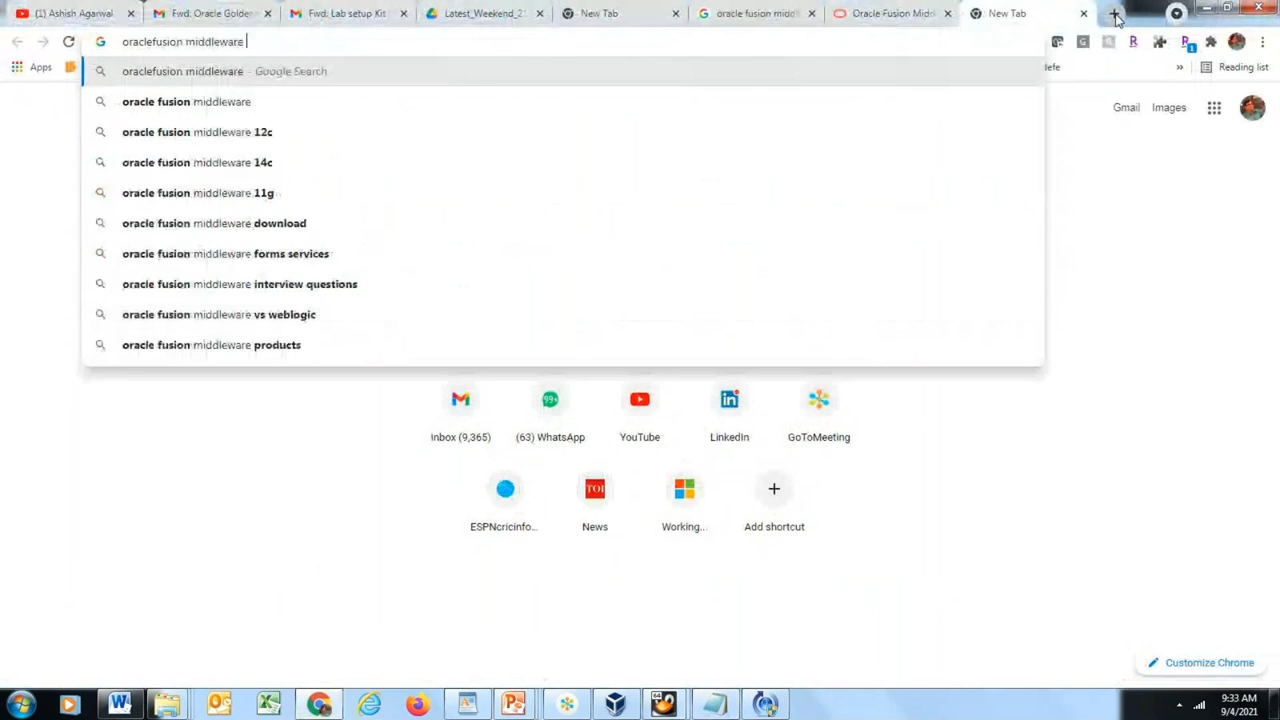 (1) Ashish Agarwal
Fwd: Oracle Golden
Fwd: Lab setup Kit
Latest_Weekend_21
New Tab
oracle fusion middl
Oracle Fusion Middl
New Tab
oraclefusion middleware
Apps
defe
»
Reading list
oraclefusion middleware - Google Search
oracle fusion middleware
oracle fusion middleware 12c
oracle fusion middleware 14c
oracle fusion middleware 11g
oracle fusion middleware download
oracle fusion middleware forms services
oracle fusion middleware interview questions
oracle fusion middleware vs weblogic
oracle fusion middleware products
Gmail Images
Inbox (9,365) (63) WhatsApp YouTube LinkedIn GoToMeeting
ESPNcricinfo... News Working... Add shortcut
Customize Chrome
9:33 AM
9/4/2021